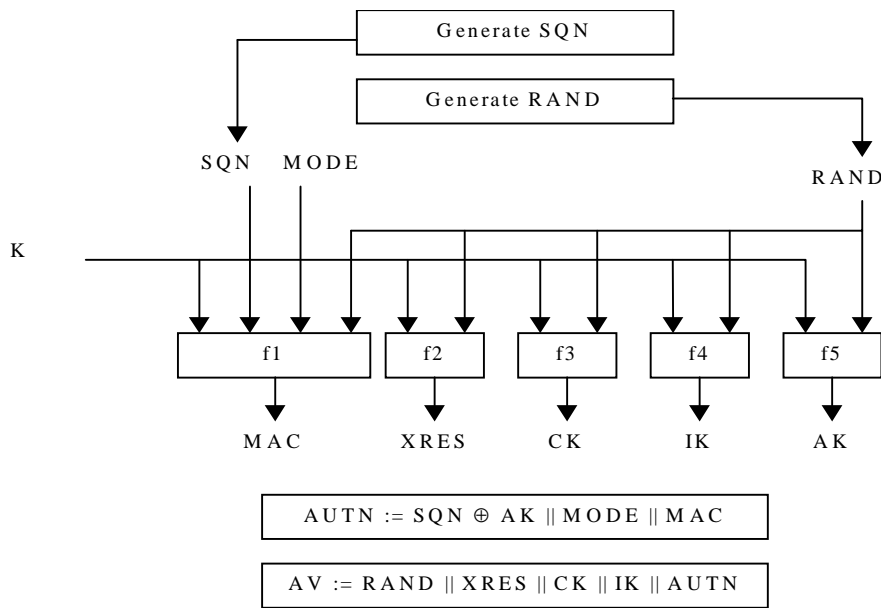 Generate SQN
Generate RAND
SQN MODE
RAND
K
f1 f2 f3 f4 f5
MAC XRES CK IK AK
AUTN := SQN ⊕ AK || MODE || MAC
AV := RAND || XRES || CK || IK || AUTN